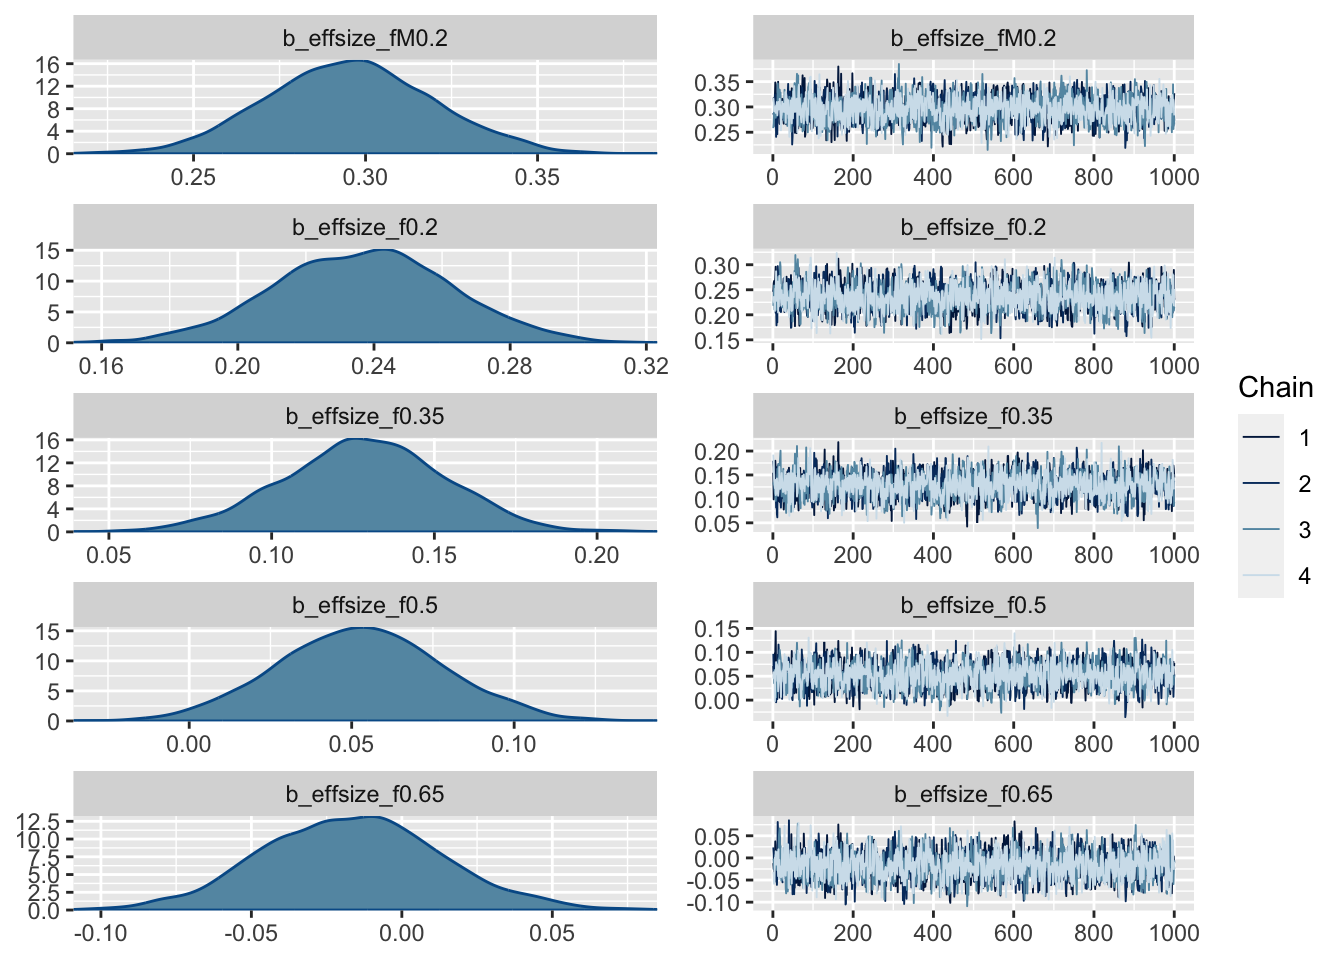 b_effsize_fM0.2
16
12
8
4
0
0.25 0.30 0.35
b_effsize_fM0.2
0.35
0.30
0.25
0 200 400 600 800 1000
b_effsize_f0.2
15
10
5
0
0.16 0.20 0.24 0.28 0.32
b_effsize_f0.2
0.30
0.25
0.20
0.15
0 200 400 600 800 1000
b_effsize_f0.35
16
12
8
4
0
0.05 0.10 0.15 0.20
b_effsize_f0.35
0.20
0.15
0.10
0.05
0 200 400 600 800 1000
b_effsize_f0.5
15
10
5
0
0.00 0.05 0.10
b_effsize_f0.5
0.15
0.10
0.05
0.00
0 200 400 600 800 1000
b_effsize_f0.65
12.5
10.0
7.5
5.0
2.5
0.0
-0.10 -0.05 0.00 0.05
b_effsize_f0.65
0.05
0.00
-0.05
-0.10
0 200 400 600 800 1000
Chain
1
2
3
4